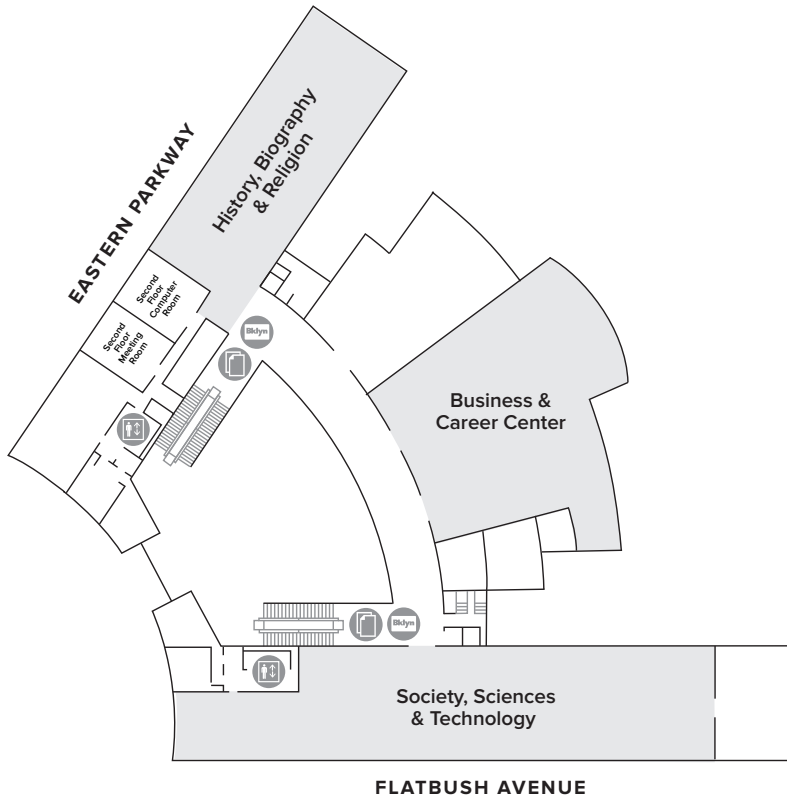 EASTERN PARKWAY
History, Biography
& Religion
Second
Floor
Computer
Room
Second
Floor
Meeting
Room
Bklyn
Business &
Career Center
Bklyn
Society, Sciences
& Technology
FLATBUSH AVENUE